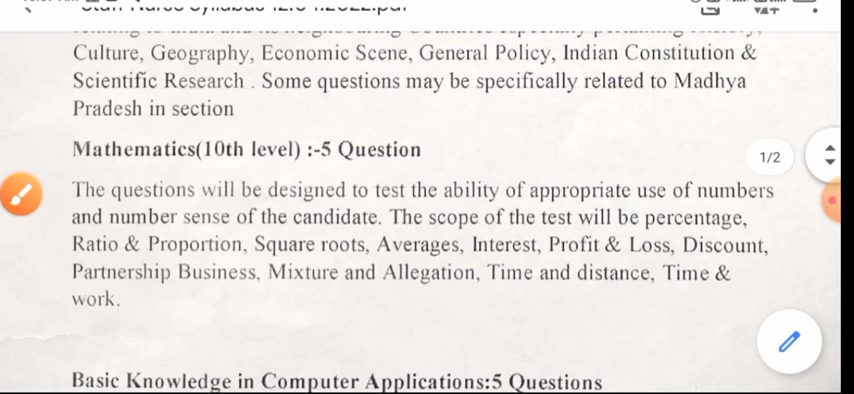 Culture, Geography, Economic Scene, General Policy, Indian Constitution &
Scientific Research . Some questions may be specifically related to Madhya
Pradesh in section
Mathematics(10th level) :-5 Question
1/2
The questions will be designed to test the ability of appropriate use of numbers
and number sense of the candidate. The scope of the test will be percentage,
Ratio & Proportion, Square roots, Averages, Interest, Profit & Loss, Discount,
Partnership Business, Mixture and Allegation, Time and distance, Time &
work.
Basic Knowledge in Computer Applications:5 Questions